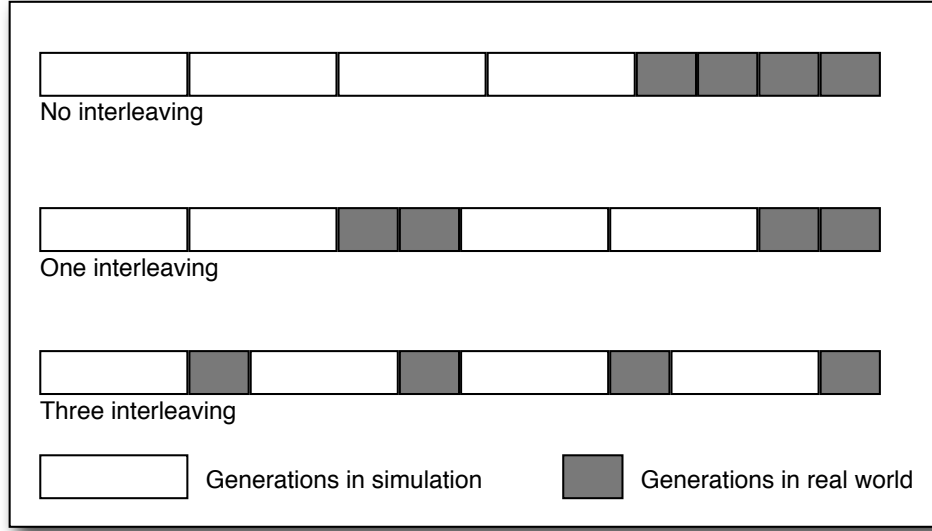 No interleaving
One interleaving
Three interleaving
Generations in simulation
Generations in real world